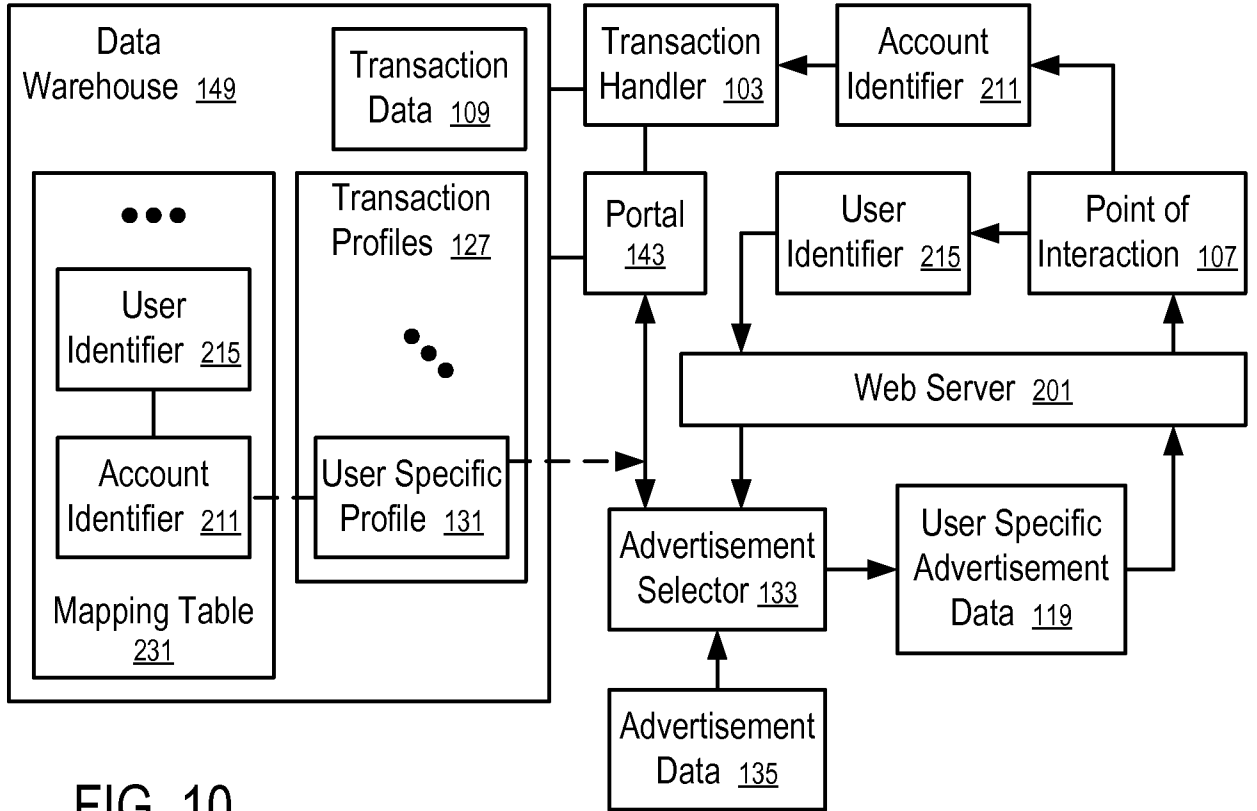 Data
Warehouse 149
Transaction
Data 109
Transaction
Handler 103
Account
Identifier 211
Transaction
Profiles 127
Portal
143
User
Identifier 215
Point of
Interaction 107
User
Identifier 215
Web Server 201
Account
Identifier 211
User Specific
Profile 131
Advertisement
Selector 133
User Specific
Advertisement
Data 119
Mapping Table
231
Advertisement
Data 135
FIG. 10